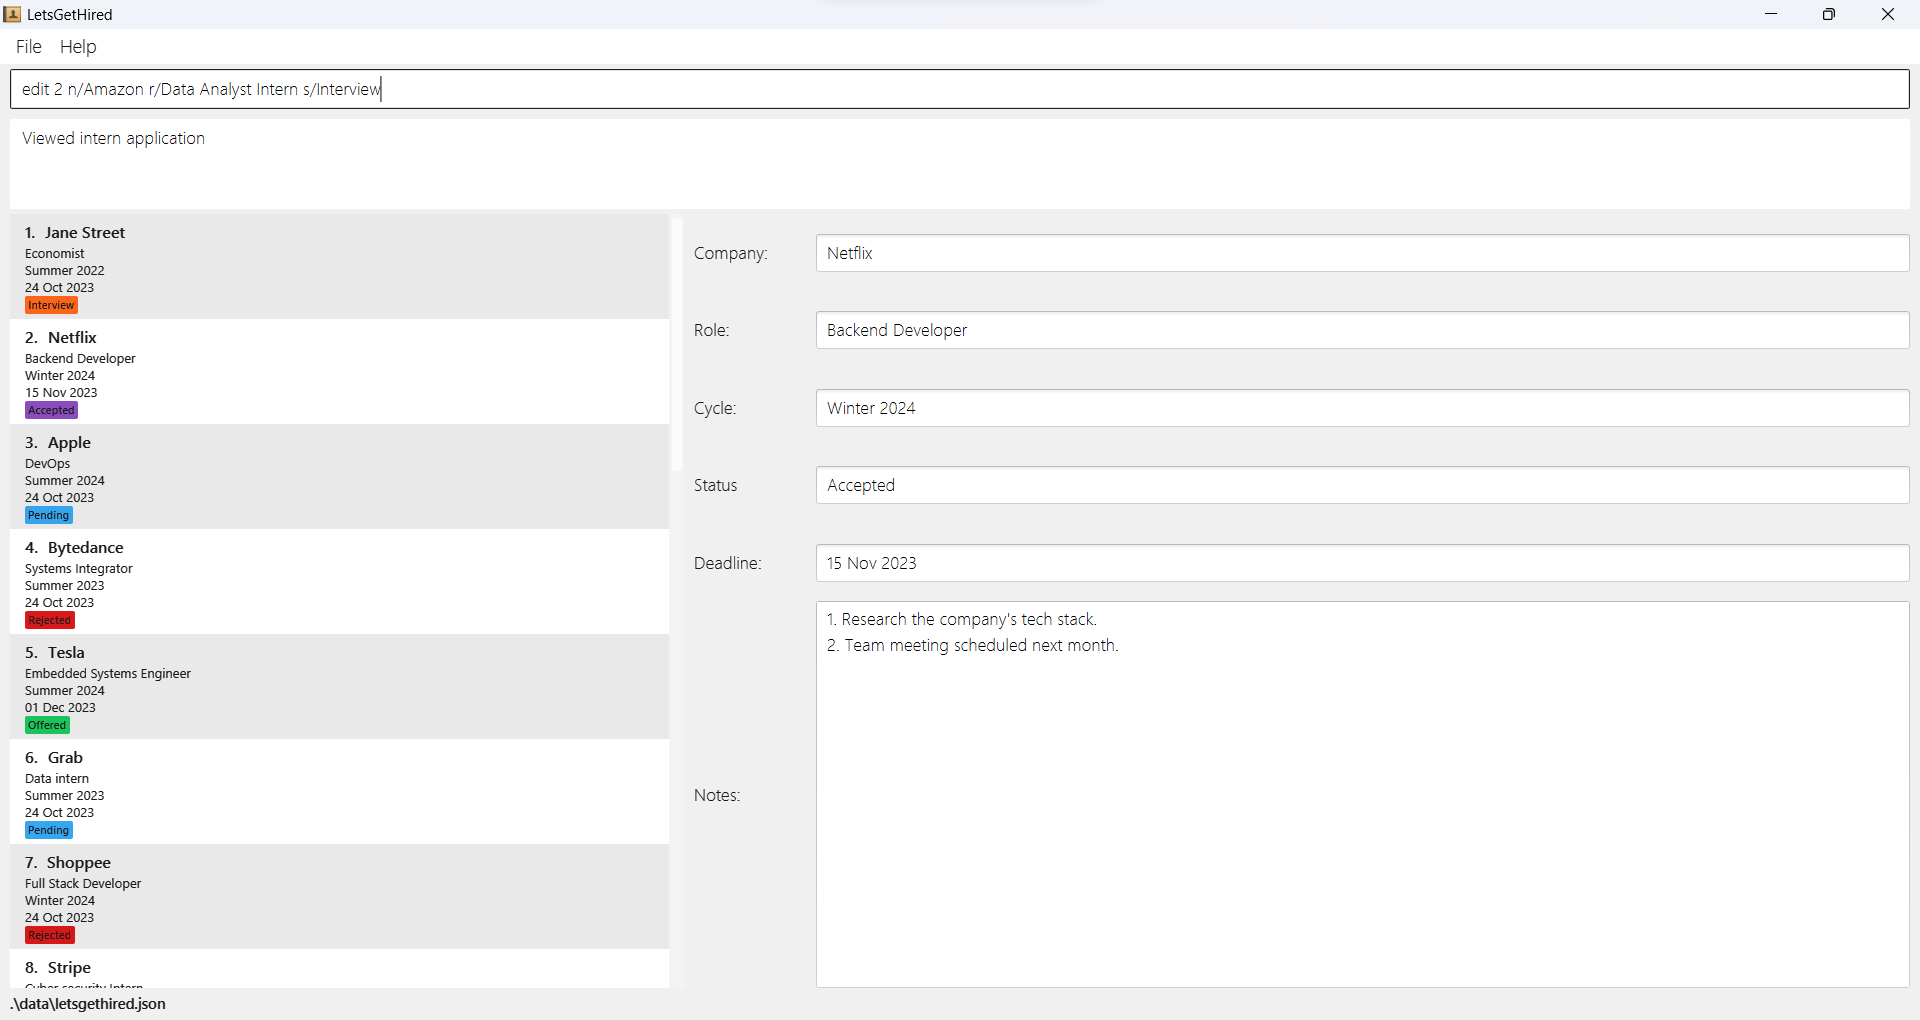 LetsGetHired
File Help
edit 2 n/Amazon r/Data Analyst Intern s/Interview
Viewed intern application
1. Jane Street
Economist
Summer 2022
24 Oct 2023
Interview
2. Netflix
Backend Developer
Winter 2024
15 Nov 2023
Accepted
3. Apple
DevOps
Summer 2024
24 Oct 2023
Pending
4. Bytedance
Systems Integrator
Summer 2023
24 Oct 2023
Rejected
5. Tesla
Embedded Systems Engineer
Summer 2024
01 Dec 2023
Offered
6. Grab
Data intern
Summer 2023
24 Oct 2023
Pending
7. Shoppee
Full Stack Developer
Winter 2024
24 Oct 2023
Rejected
8. Stripe
Cyber security Intern
Company: Netflix
Role: Backend Developer
Cycle: Winter 2024
Status Accepted
Deadline: 15 Nov 2023
Notes:
1. Research the company's tech stack.
2. Team meeting scheduled next month.
.\data\letsgethired.json